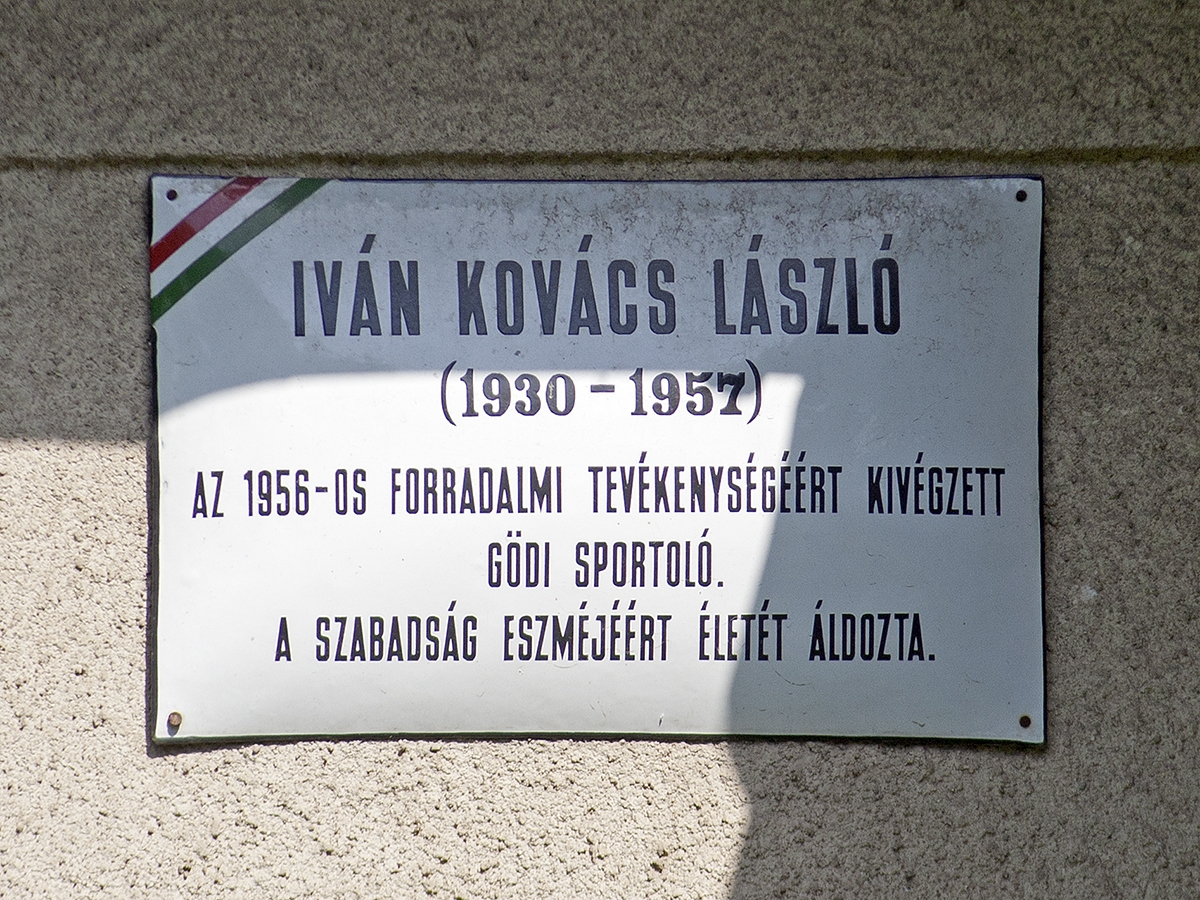 IVÁN KOVÁCS LÁSZLÓ
(1930 – 1957)
AZ 1956-OS FORRADALMI TEVÉKENYSÉGÉÉRT KIVÉGZETT
GÖDI SPORTOLÓ.
A SZABADSÁG ESZMÉJÉÉRT ÉLETÉT ÁLDOZTA.